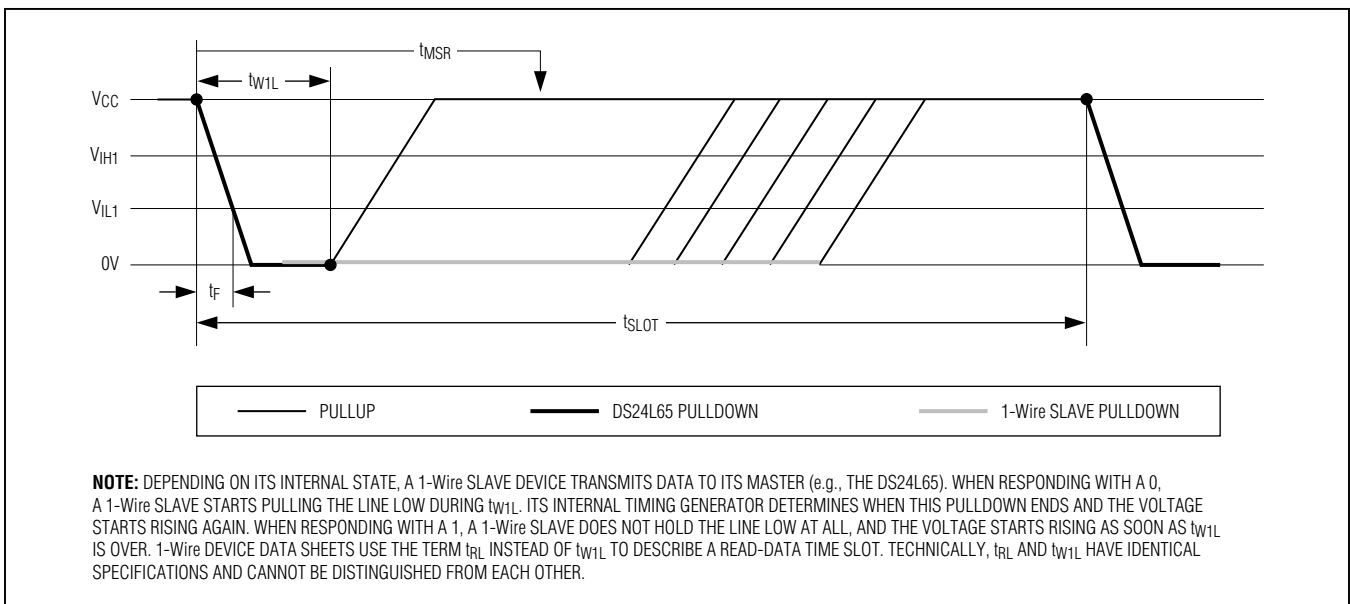 tMSR
tW1L
VCC
VIH1
VIL1
0V
tF
tSLOT
PULLUP DS24L65 PULLDOWN 1-Wire SLAVE PULLDOWN
NOTE: DEPENDING ON ITS INTERNAL STATE, A 1-Wire SLAVE DEVICE TRANSMITS DATA TO ITS MASTER (e.g., THE DS24L65). WHEN RESPONDING WITH A 0,
A 1-Wire SLAVE STARTS PULLING THE LINE LOW DURING tW1L. ITS INTERNAL TIMING GENERATOR DETERMINES WHEN THIS PULLDOWN ENDS AND THE VOLTAGE
STARTS RISING AGAIN. WHEN RESPONDING WITH A 1, A 1-Wire SLAVE DOES NOT HOLD THE LINE LOW AT ALL, AND THE VOLTAGE STARTS RISING AS SOON AS tW1L
IS OVER. 1-Wire DEVICE DATA SHEETS USE THE TERM tRL INSTEAD OF tW1L TO DESCRIBE A READ-DATA TIME SLOT. TECHNICALLY, tRL AND tW1L HAVE IDENTICAL
SPECIFICATIONS AND CANNOT BE DISTINGUISHED FROM EACH OTHER.